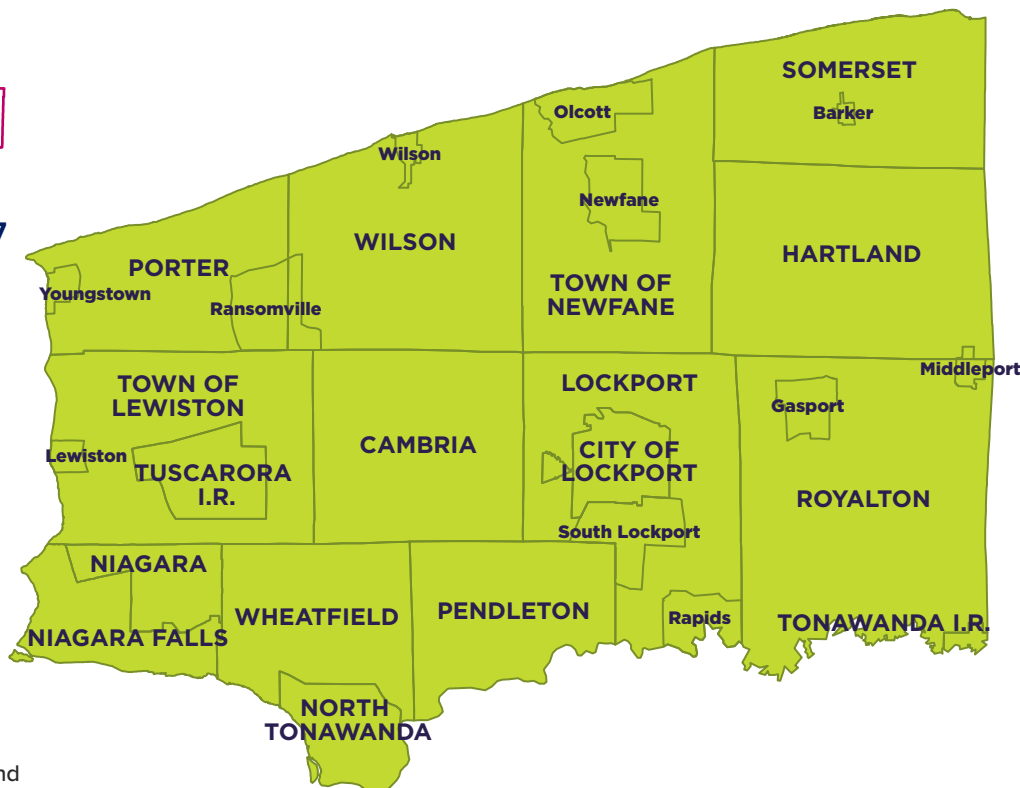 SOMERSET
Olcott
Barker
Wilson
Newfane
WILSON
HARTLAND
PORTER
Youngstown
Ransomville
TOWN OF
NEWFANE
Middleport
TOWN OF
LEWISTON
LOCKPORT
Gasport
Lewiston
CAMBRIA
CITY OF
LOCKPORT
TUSCARORA
I.R.
ROYALTON
South Lockport
NIAGARA
WHEATFIELD
PENDLETON
Rapids
TONAWANDA I.R.
NIAGARA FALLS
NORTH
TONAWANDA
nd